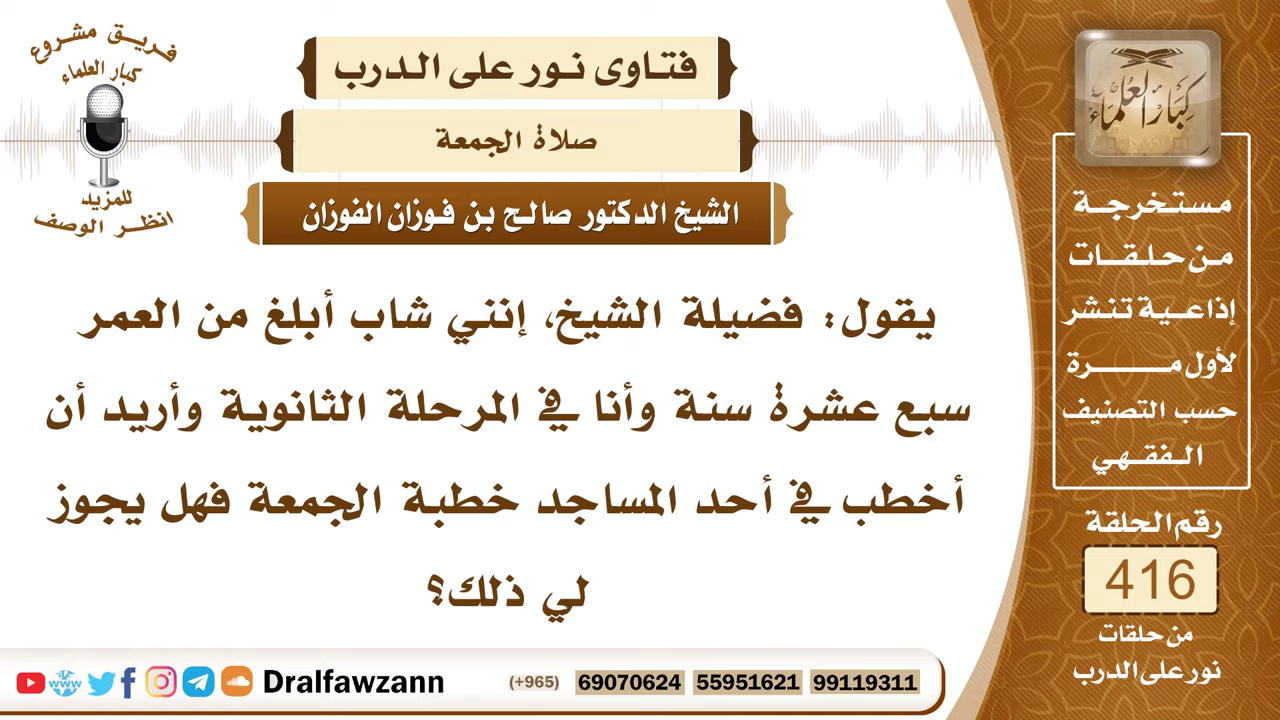 فريق مشروع
كبار العلماء
للمزيد
انظر الوصف
فتاوى نور على الدرب
صلاة الجمعة
الشيخ الدكتور صالح بن فوزان الفوزان
يقول: فضيلة الشيخ، إنني شاب أبلغ من العمر
سبع عشرة سنة وأنا في المرحلة الثانوية وأريد أن
أخطب في أحد المساجد خطبة الجمعة فهل يجوز
لي ذلك؟
كبار العلماء
مستخرجة
من حلقات
إذاعية تنشر
لأول مرة
حسب التصنيف
الفقهي
رقم الحلقة
416
من حلقات
نور على الدرب
www Dralfawzann (+965) 69070624 55951621 99119311